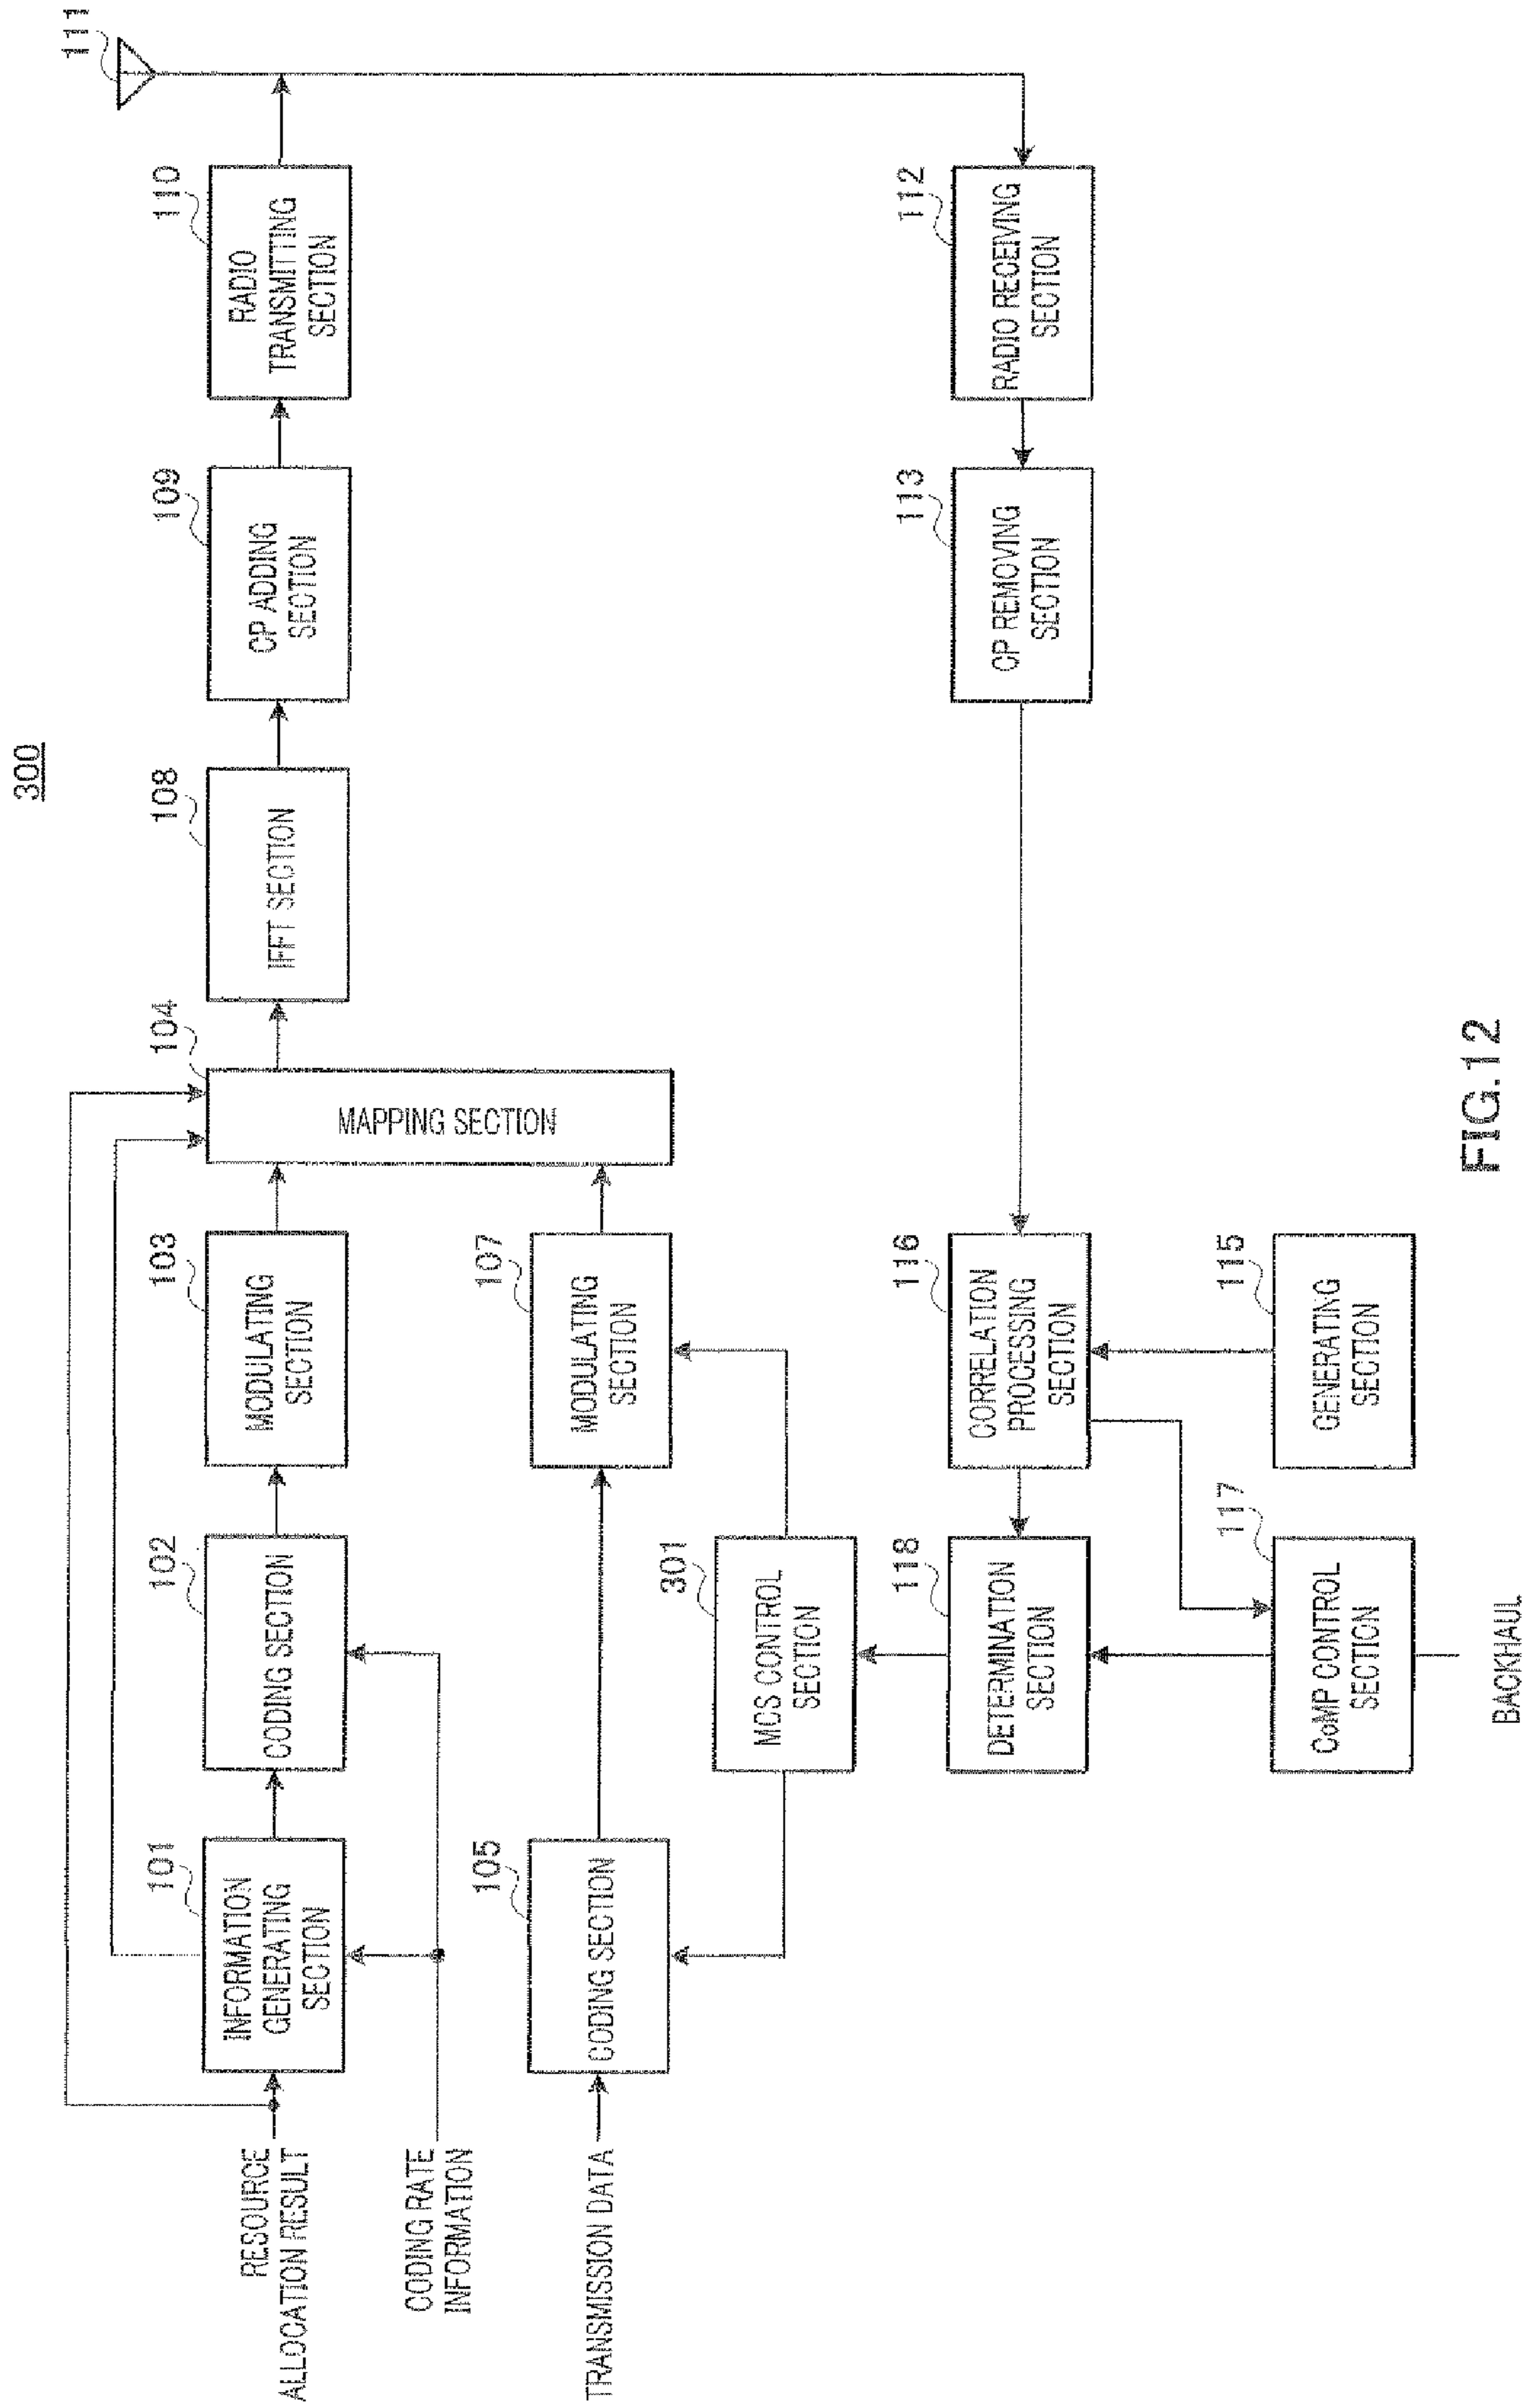 300
111
RESOURCE
ALLOCATION RESULT
101
INFORMATION
GENERATING
SECTION
102
CODING SECTION
103
MODULATING
SECTION
104
MAPPING SECTION
108
IFFT SECTION
109
CP ADDING
SECTION
110
RADIO
TRANSMITTING
SECTION
CODING RATE
INFORMATION
TRANSMISSION DATA
105
CODING SECTION
107
MODULATING
SECTION
301
MCS CONTROL
SECTION
118
DETERMINATION
SECTION
116
CORRELATION
PROCESSING
SECTION
113
CP REMOVING
SECTION
112
RADIO RECEIVING
SECTION
117
CoMP CONTROL
SECTION
115
GENERATING
SECTION
BACKHAUL
FIG.12